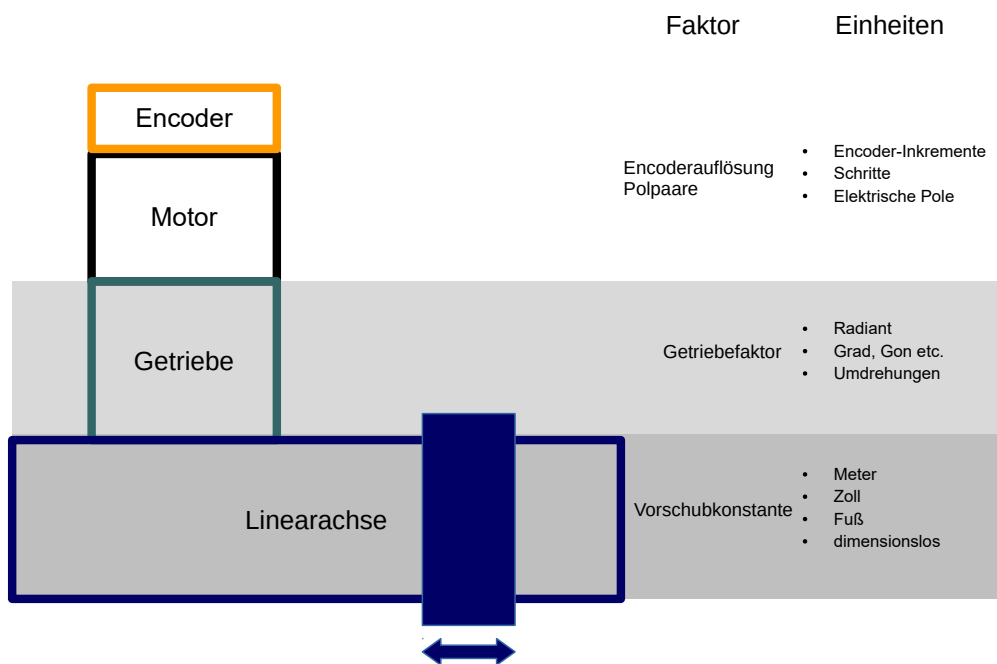 Faktor
Einheiten
Encoder
Encoderauflösung
Polpaare
• Encoder-Inkremente
• Schritte
• Elektrische Pole
Motor
Getriebe
Getriebefaktor
• Radiant
• Grad, Gon etc.
• Umdrehungen
Linearachse
Vorschubkonstante
• Meter
• Zoll
• Fuß
• dimensionslos